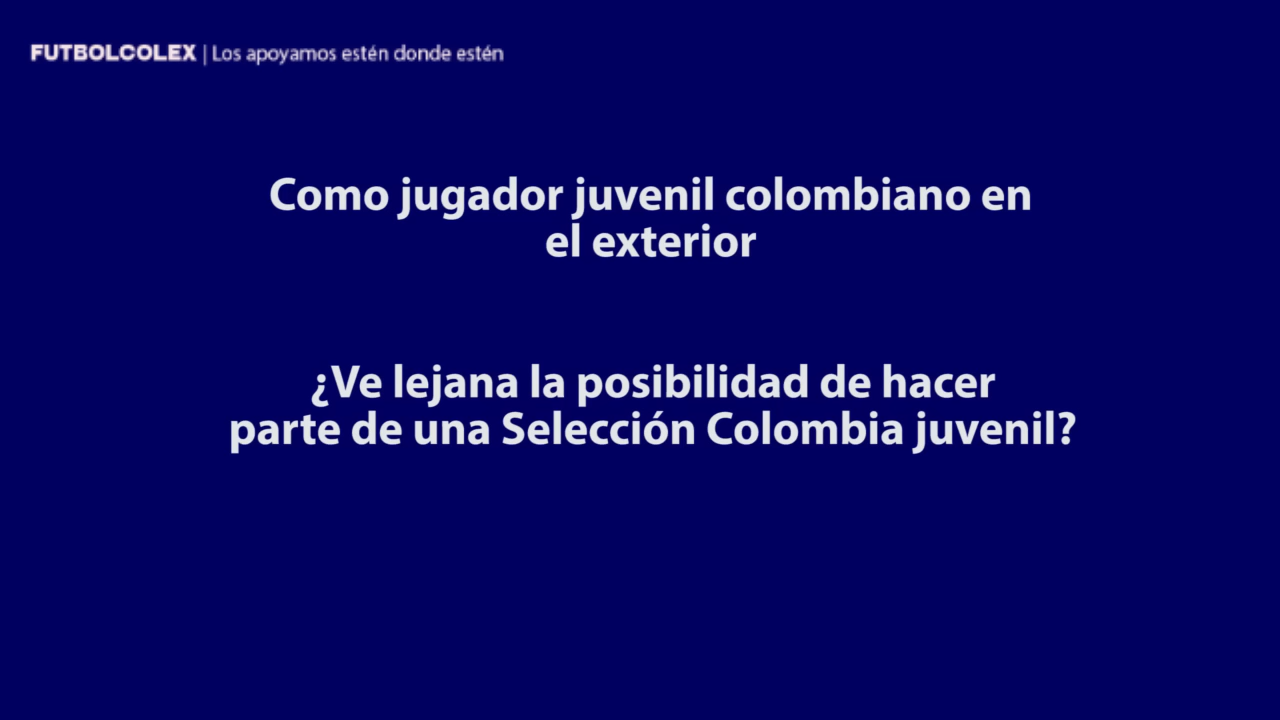 FUTBOLCOLEX | Los apoyamos estén donde estén
Como jugador juvenil colombiano en
el exterior
¿Ve lejana la posibilidad de hacer
parte de una Selección Colombia juvenil?